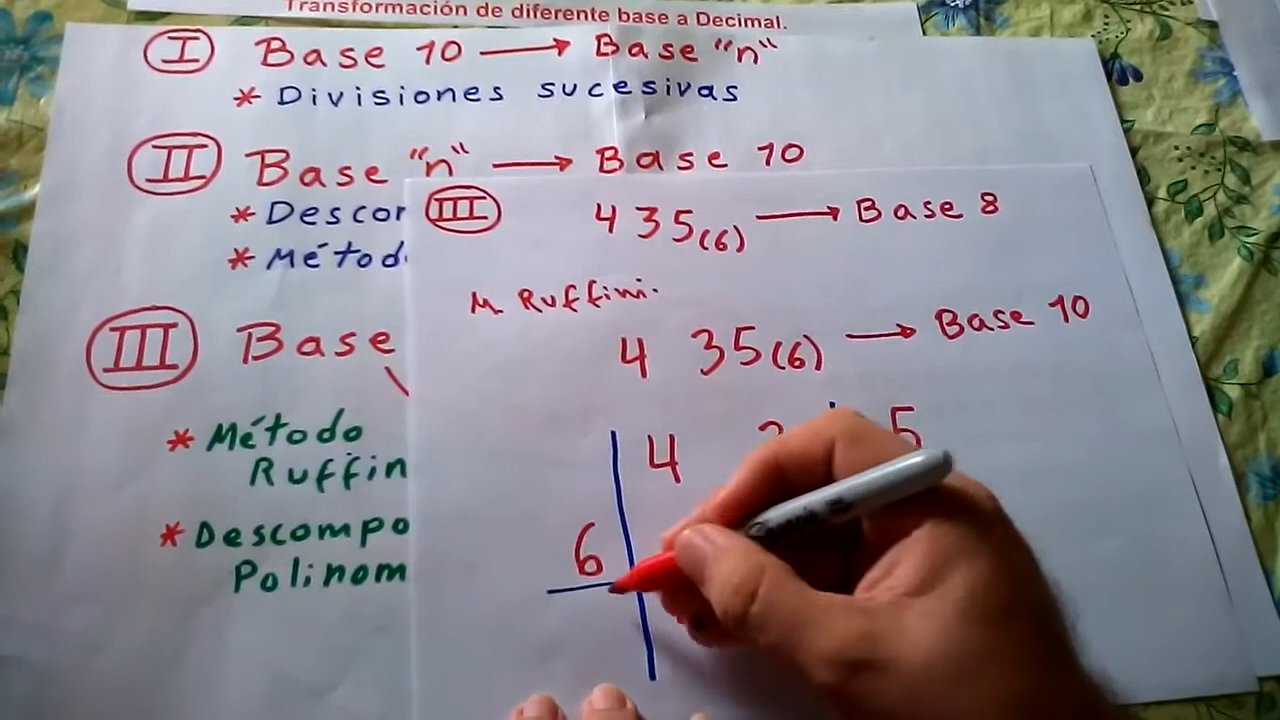 Transformación de diferente base a Decimal.
I Base 10 → Base "n"
* Divisiones sucesivas
II Base "n" → Base 10
* Descor
* Métod
III Base
* Método
Ruffin
* Descompo
Polinom
III 435(6) → Base 8
M. Ruffini.
4 35(6) → Base 10
4 5
6